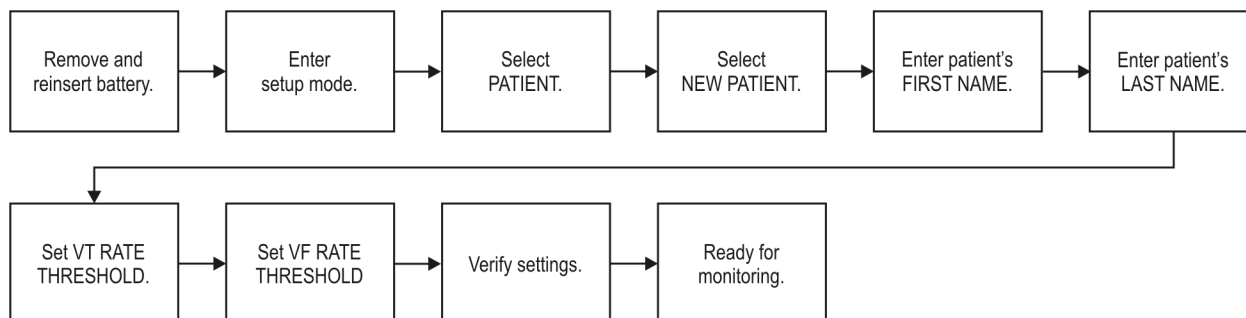 Remove and
reinsert battery.
Enter
setup mode.
Select
PATIENT.
Select
NEW PATIENT.
Enter patient's
FIRST NAME.
Enter patient's
LAST NAME.
Set VT RATE
THRESHOLD.
Set VF RATE
THRESHOLD
Verify settings.
Ready for
monitoring.